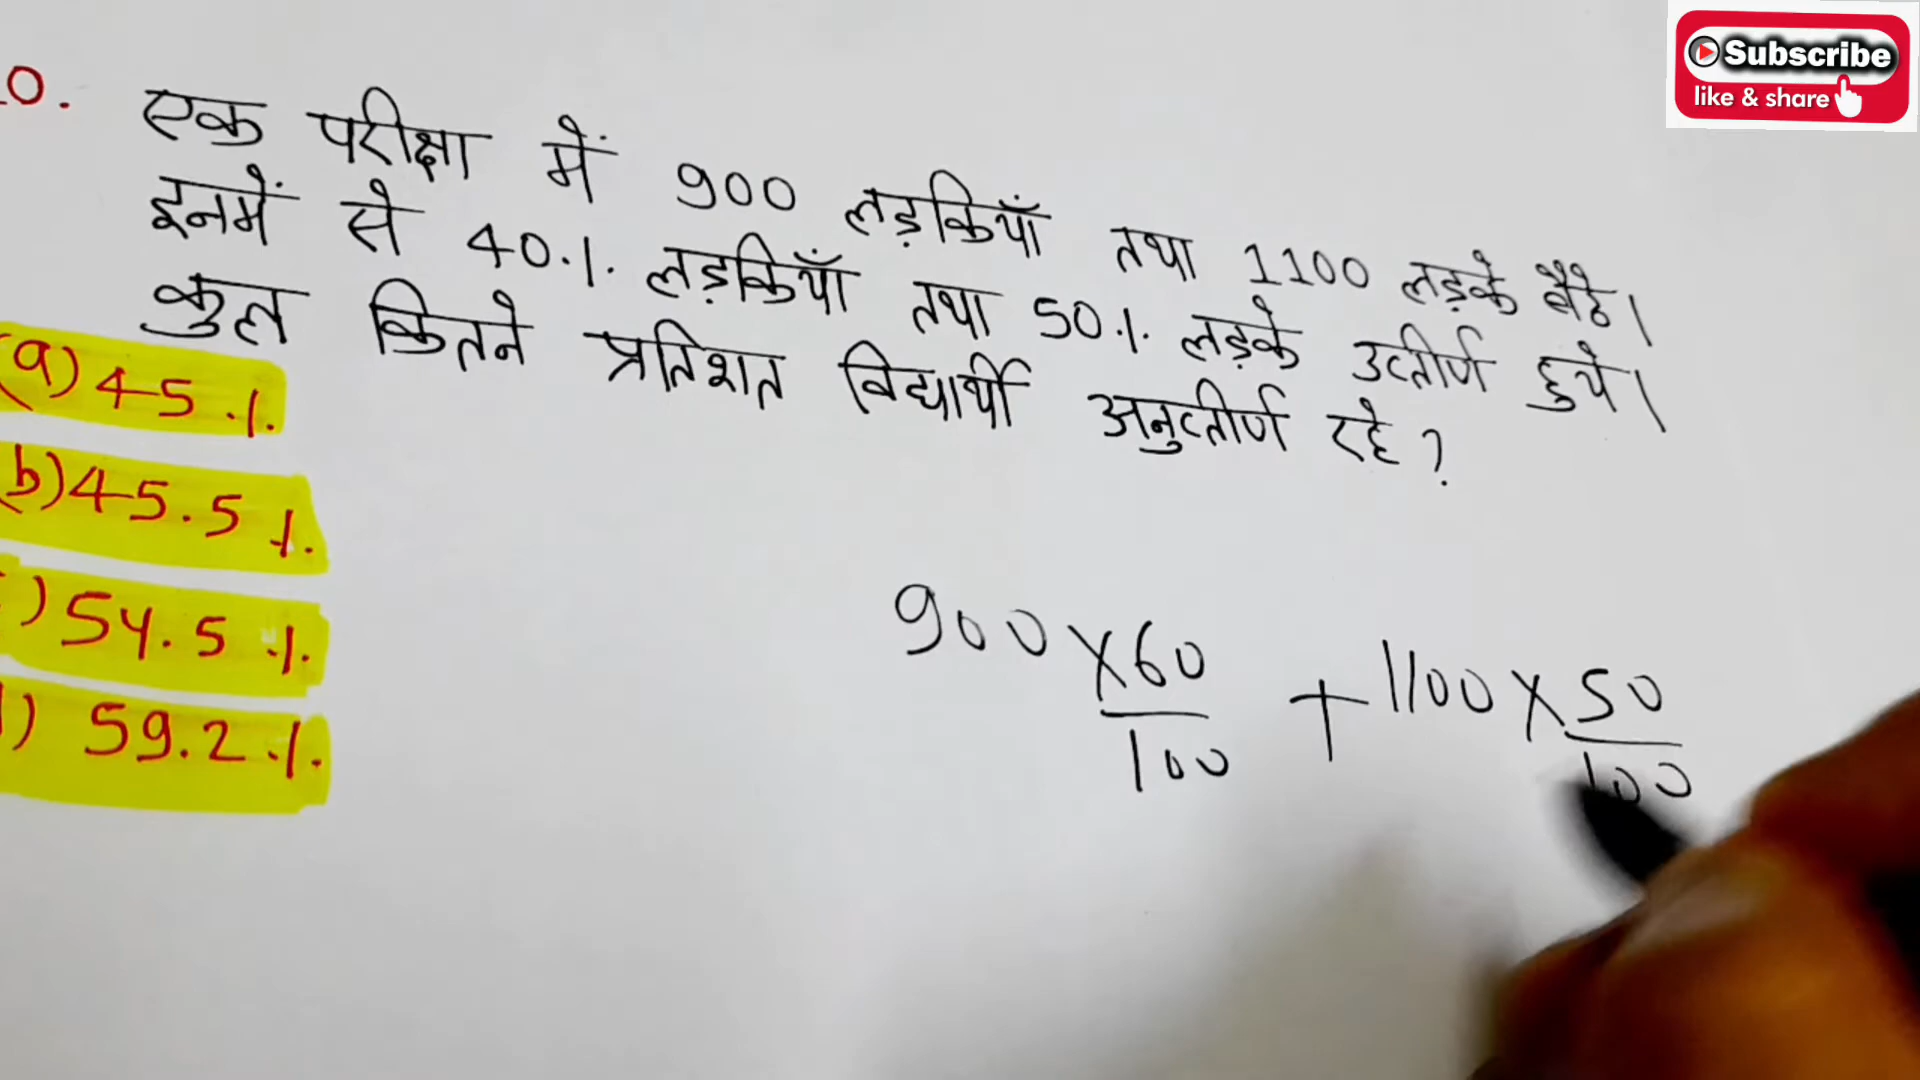 Subscribe
like & share
0. एक परीक्षा में 900 लड़कियाँ तथा 1100 लड़के बैठे।
इनमें से 40% लड़कियाँ तथा 50% लड़के उत्तीर्ण हुये।
कुल कितने प्रतिशत विद्यार्थी अनुत्तीर्ण रहे?
(a) 45%
(b) 45.5%
) 54.5%
) 59.2%
900 × 60/100 + 1100 × 50/100